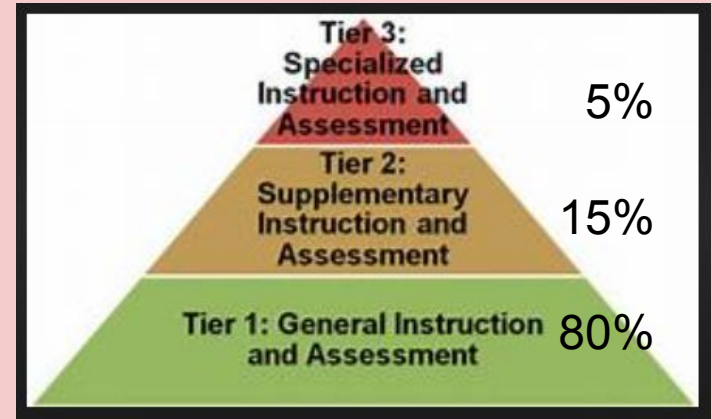 Tier 3:
Specialized
Instruction and
Assessment
5%
Tier 2:
Supplementary
Instruction and
Assessment
15%
Tier 1: General Instruction
and Assessment
80%